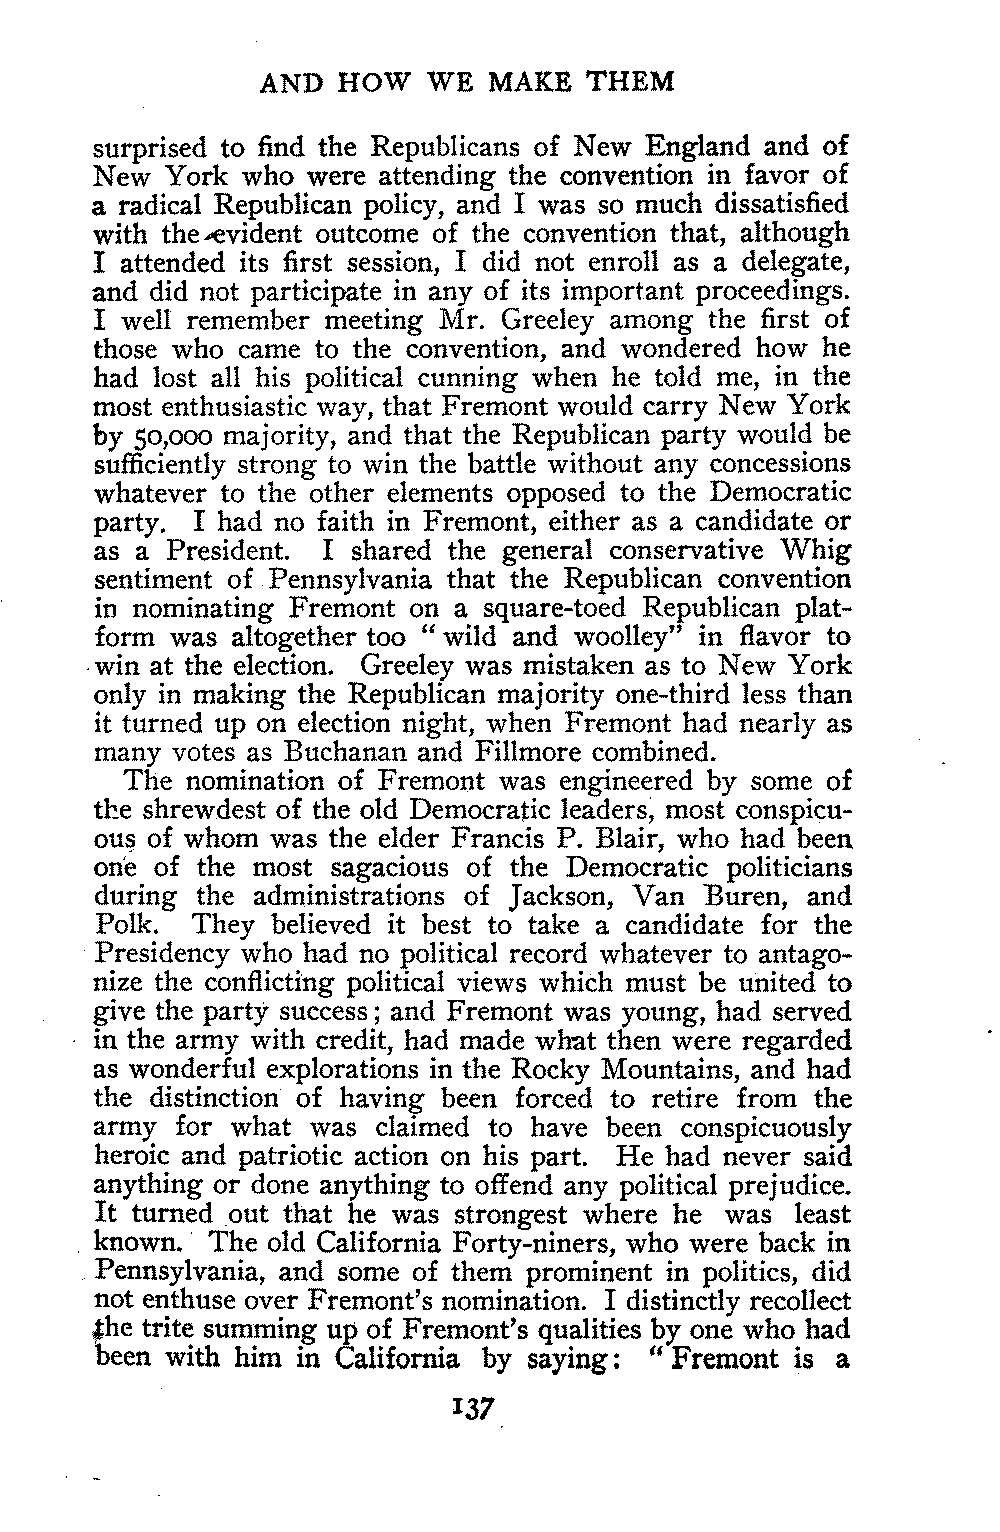 AND HOW WE MAKE THEM
surprised to find the Republicans of New England and of
New York who were attending the convention in favor of
a radical Republican policy, and I was so much dissatisfied
with the evident outcome of the convention that, although
I attended its first session, I did not enroll as a delegate,
and did not participate in any of its important proceedings.
I well remember meeting Mr. Greeley among the first of
those who came to the convention, and wondered how he
had lost all his political cunning when he told me, in the
most enthusiastic way, that Fremont would carry New York
by 50,000 majority, and that the Republican party would be
sufficiently strong to win the battle without any concessions
whatever to the other elements opposed to the Democratic
party. I had no faith in Fremont, either as a candidate or
as a President. I shared the general conservative Whig
sentiment of Pennsylvania that the Republican convention
in nominating Fremont on a square-toed Republican plat-
form was altogether too “ wild and woolley” in flavor to
win at the election. Greeley was mistaken as to New York
only in making the Republican majority one-third less than
it turned up on election night, when Fremont had nearly as
many votes as Buchanan and Fillmore combined.
The nomination of Fremont was engineered by some of
the shrewdest of the old Democratic leaders, most conspicu-
ous of whom was the elder Francis P. Blair, who had been
one of the most sagacious of the Democratic politicians
during the administrations of Jackson, Van Buren, and
Polk. They believed it best to take a candidate for the
Presidency who had no political record whatever to antago-
nize the conflicting political views which must be united to
give the party success; and Fremont was young, had served
in the army with credit, had made what then were regarded
as wonderful explorations in the Rocky Mountains, and had
the distinction of having been forced to retire from the
army for what was claimed to have been conspicuously
heroic and patriotic action on his part. He had never said
anything or done anything to offend any political prejudice.
It turned out that he was strongest where he was least
known. The old California Forty-niners, who were back in
Pennsylvania, and some of them prominent in politics, did
not enthuse over Fremont's nomination. I distinctly recollect
the trite summing up of Fremont's qualities by one who had
been with him in California by saying: “ Fremont is a
137